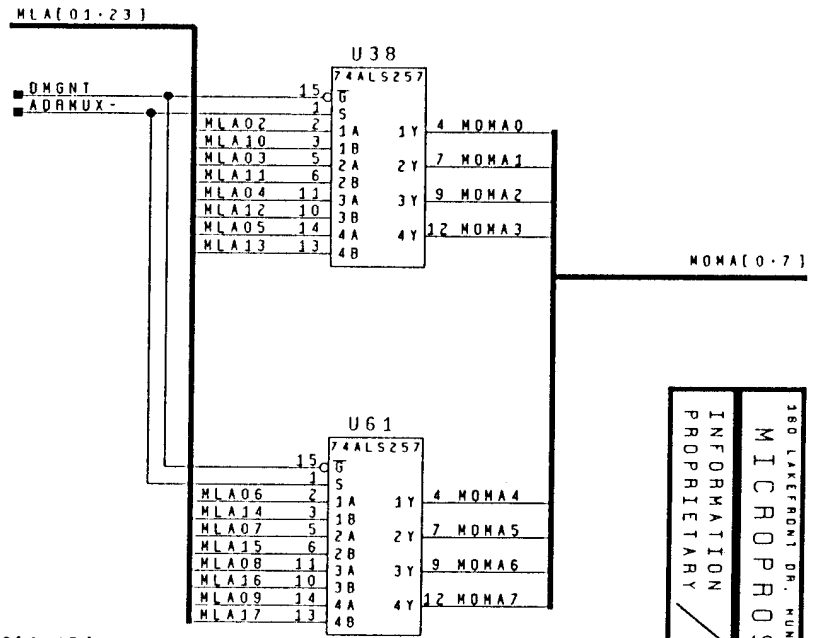 MLA[01·23]
U38
74ALS257
DMGNT
ADRMUX-
15 G
1 S
MLA02 2 1A 1Y 4 MOMA0
MLA10 3 1B
MLA03 5 2A 2Y 7 MOMA1
MLA11 6 2B
MLA04 11 3A 3Y 9 MOMA2
MLA12 10 3B
MLA05 14 4A 4Y 12 MOMA3
MLA13 13 4B
MOMA[0·7]
U61
74ALS257
15 G
1 S
MLA06 2 1A 1Y 4 MOMA4
MLA14 3 1B
MLA07 5 2A 2Y 7 MOMA5
MLA15 6 2B
MLA08 11 3A 3Y 9 MOMA6
MLA16 10 3B
MLA09 14 4A 4Y 12 MOMA7
MLA17 13 4B
180 LAKEFRONT DR. HUN
MICROPRO
INFORMATION
PROPRIETARY